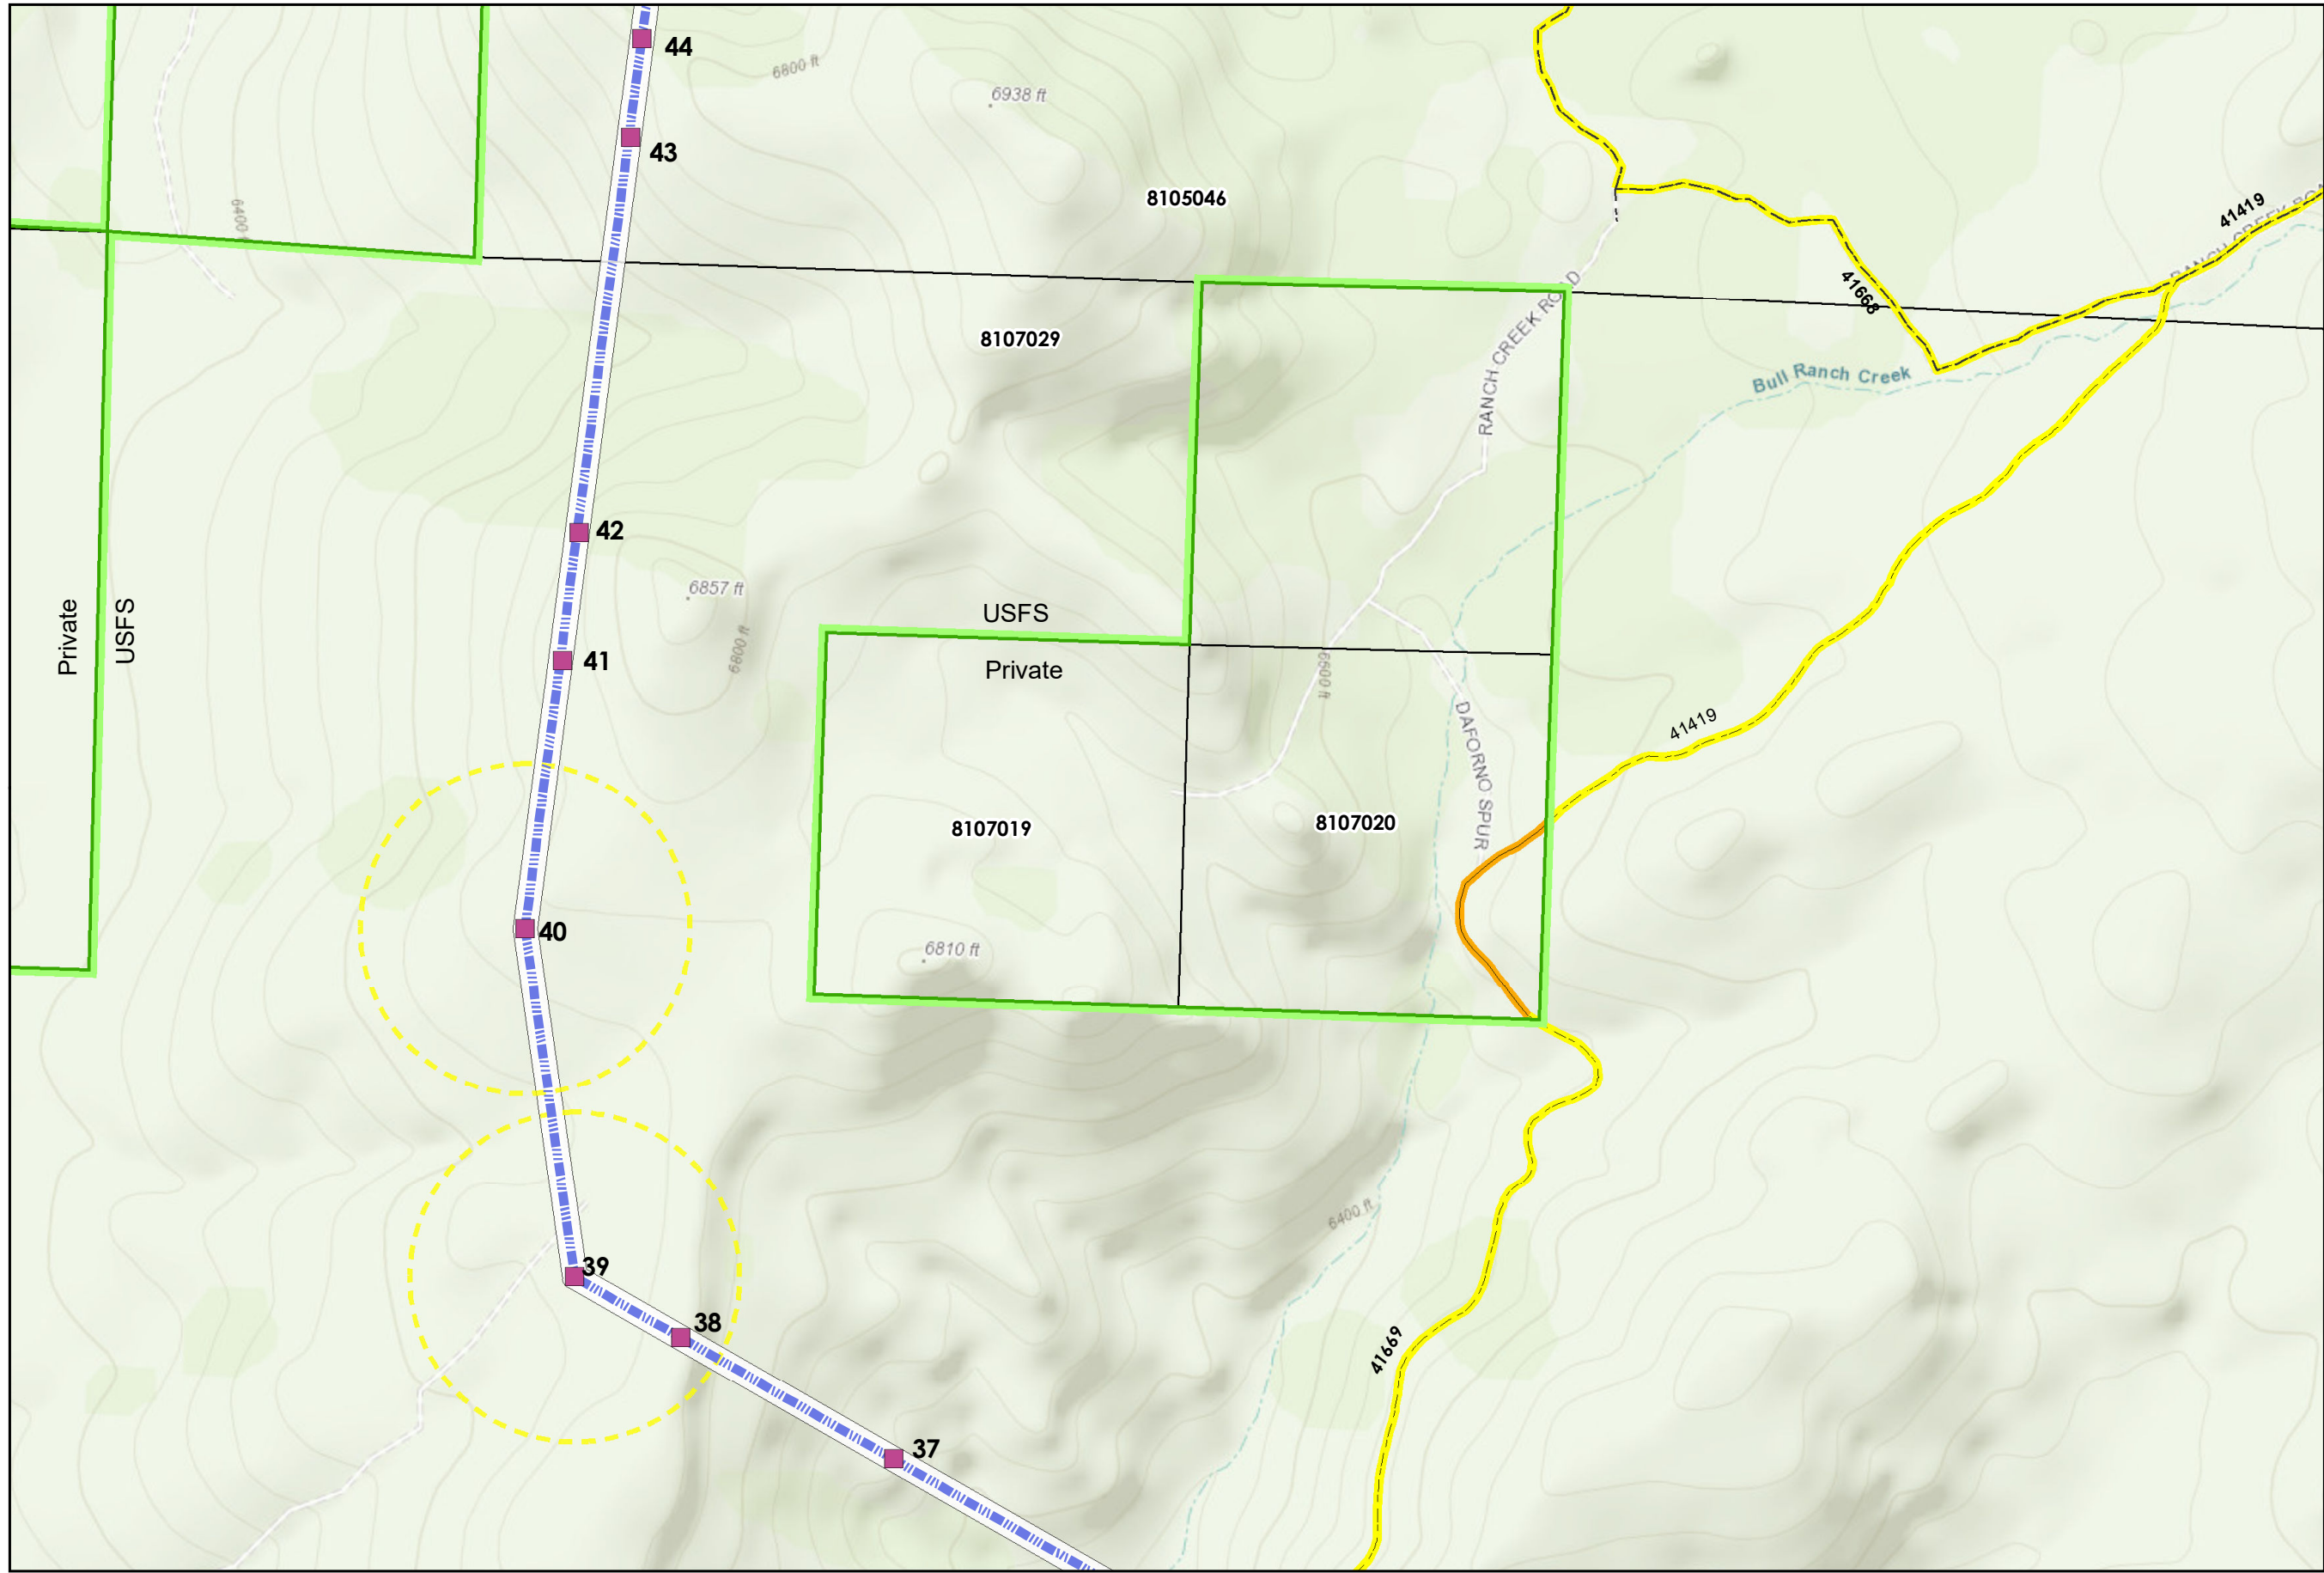 44
6800 ft
6938 ft
43
8105046
41419
6400
RANCH CREEK ROAD
41668
8107029
Bull Ranch Creek
42
6857 ft
USFS
Private
USFS
Private
6800 ft
41
6600 ft
DAFORNO SPUR
41419
8107019
8107020
40
6810 ft
6400 ft
39
38
41669
37